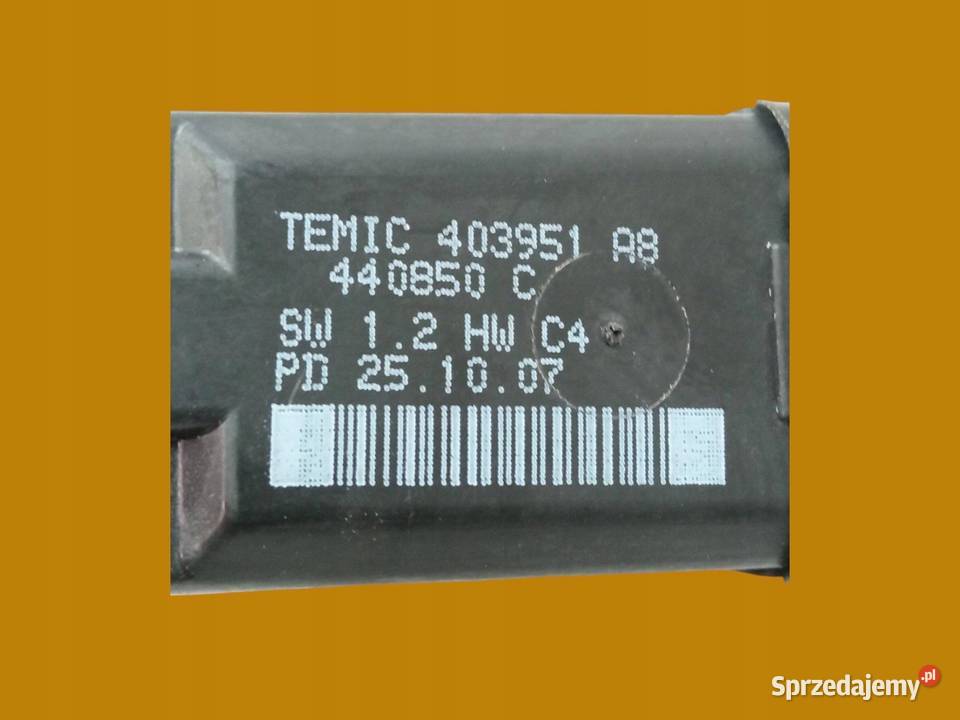 TEMIC 403951 A8
440850 C
SW 1.2 HW C4
PD 25.10.07
Sprzedajemy.pl